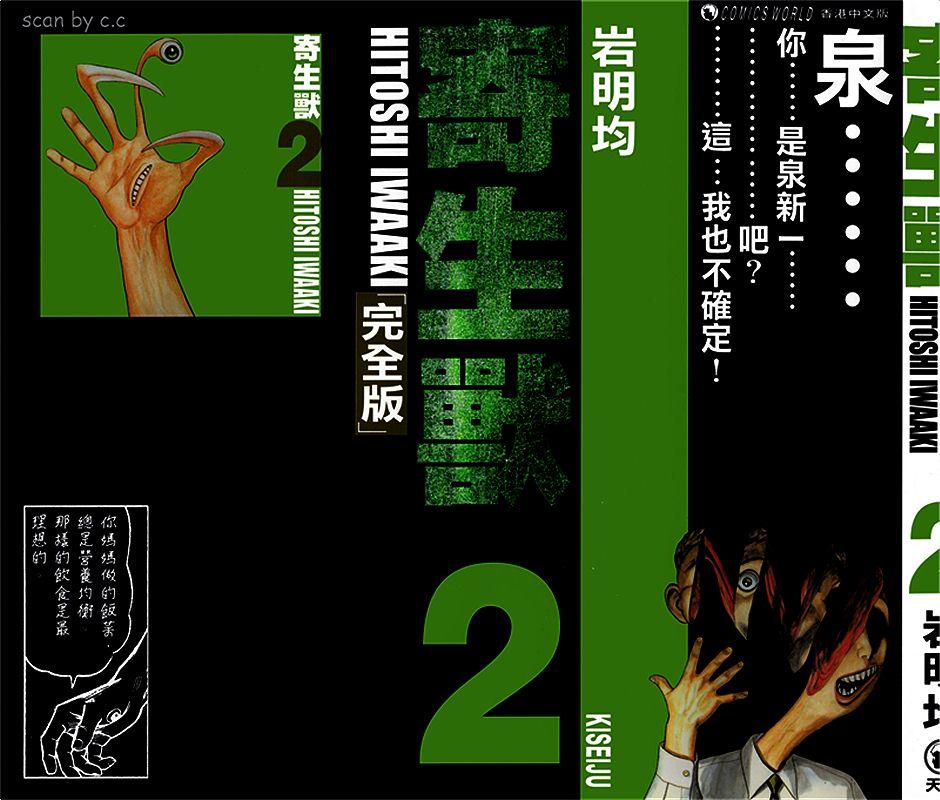 scan by c.c
寄生獸
2
HITOSHI IWAAKI
HITOSHI IWAAKI
「完全版」
寄生獸
2
岩明均
KISEIJU
COMICS WORLD 香港中文版
泉⋯⋯
你⋯⋯是泉新一⋯⋯
⋯⋯⋯⋯吧？
⋯⋯⋯這⋯我也不確定！
寄生獸
HITOSHI IWAAKI
2
岩明均
天
你媽媽做的飯菜
總是營養均衡
那樣的飲食是最
理想的